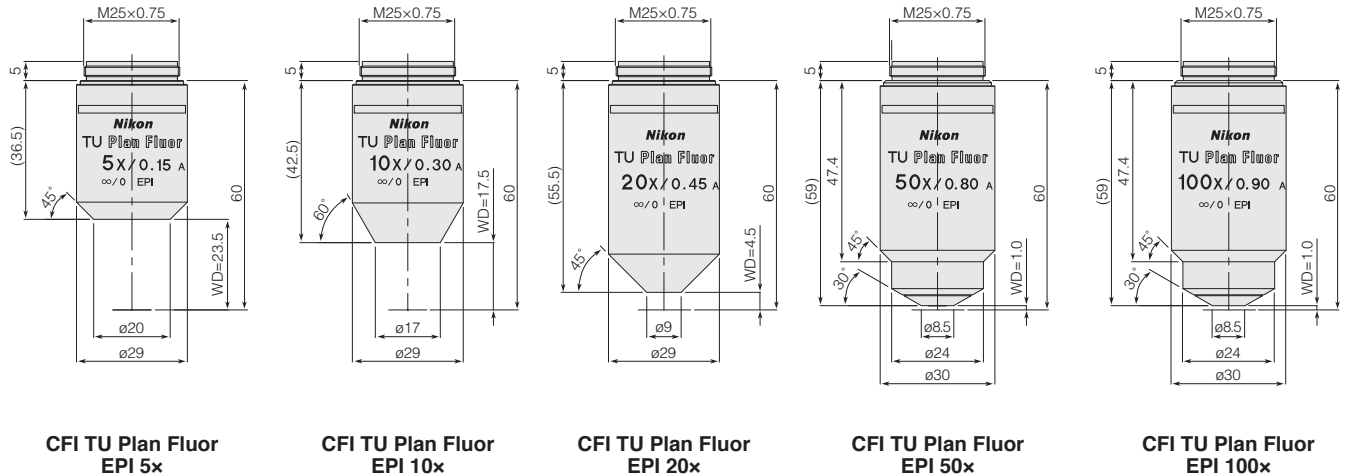 M25×0.75
5
(36.5)
Nikon
TU Plan Fluor
5X/0.15 A
∞/0 EPI
45°
60
WD=23.5
ø20
ø29
CFI TU Plan Fluor
EPI 5×
M25×0.75
5
(42.5)
Nikon
TU Plan Fluor
10X/0.30 A
∞/0 EPI
60°
60
WD=17.5
ø17
ø29
CFI TU Plan Fluor
EPI 10×
M25×0.75
5
(55.5)
Nikon
TU Plan Fluor
20X/0.45 A
∞/0 EPI
45°
60
WD=4.5
ø9
ø29
CFI TU Plan Fluor
EPI 20×
M25×0.75
5
(59)
47.4
Nikon
TU Plan Fluor
50X/0.80 A
∞/0 EPI
45°
30°
60
WD=1.0
ø8.5
ø24
ø30
CFI TU Plan Fluor
EPI 50×
M25×0.75
5
(59)
47.4
Nikon
TU Plan Fluor
100X/0.90 A
∞/0 EPI
45°
30°
60
WD=1.0
ø8.5
ø24
ø30
CFI TU Plan Fluor
EPI 100×